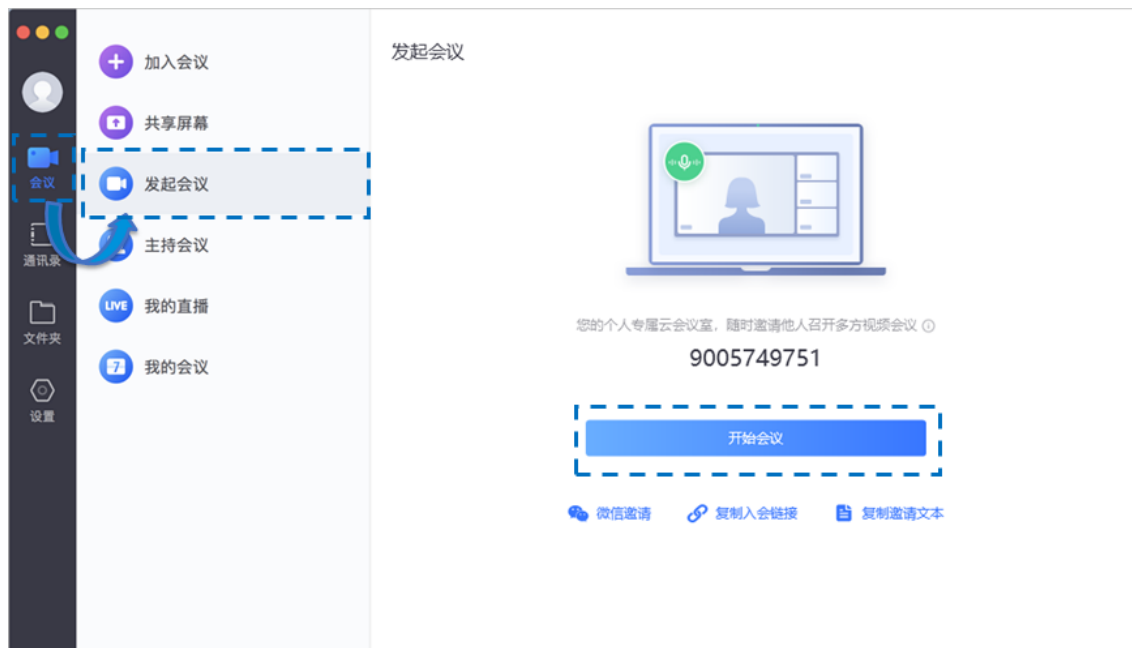 加入会议
共享屏幕
发起会议
主持会议
LIVE
我的直播
7
我的会议
会议
通讯录
文件夹
设置
发起会议
您的个人专属云会议室，随时邀请他人召开多方视频会议
9005749751
开始会议
微信邀请
复制入会链接
复制邀请文本